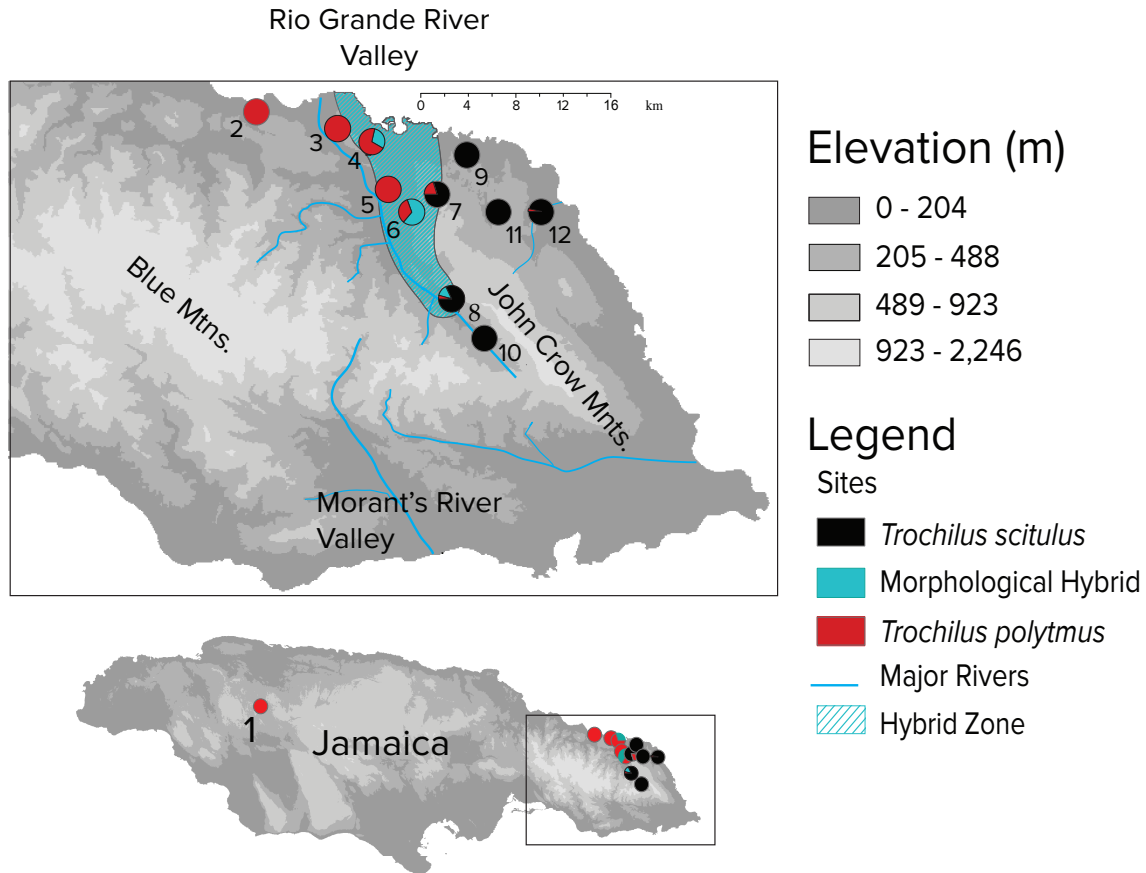 Rio Grande River
Valley
0 4 8 12 16
km
2
3
4
5
6
7
9
11
12
8
10
Blue Mtns.
John Crow Mnts.
Morant's River
Valley
Elevation (m)
0 - 204
205 - 488
489 - 923
923 - 2,246
Legend
Sites
Trochilus scitulus
Morphological Hybrid
Trochilus polytmus
Major Rivers
Hybrid Zone
1
Jamaica